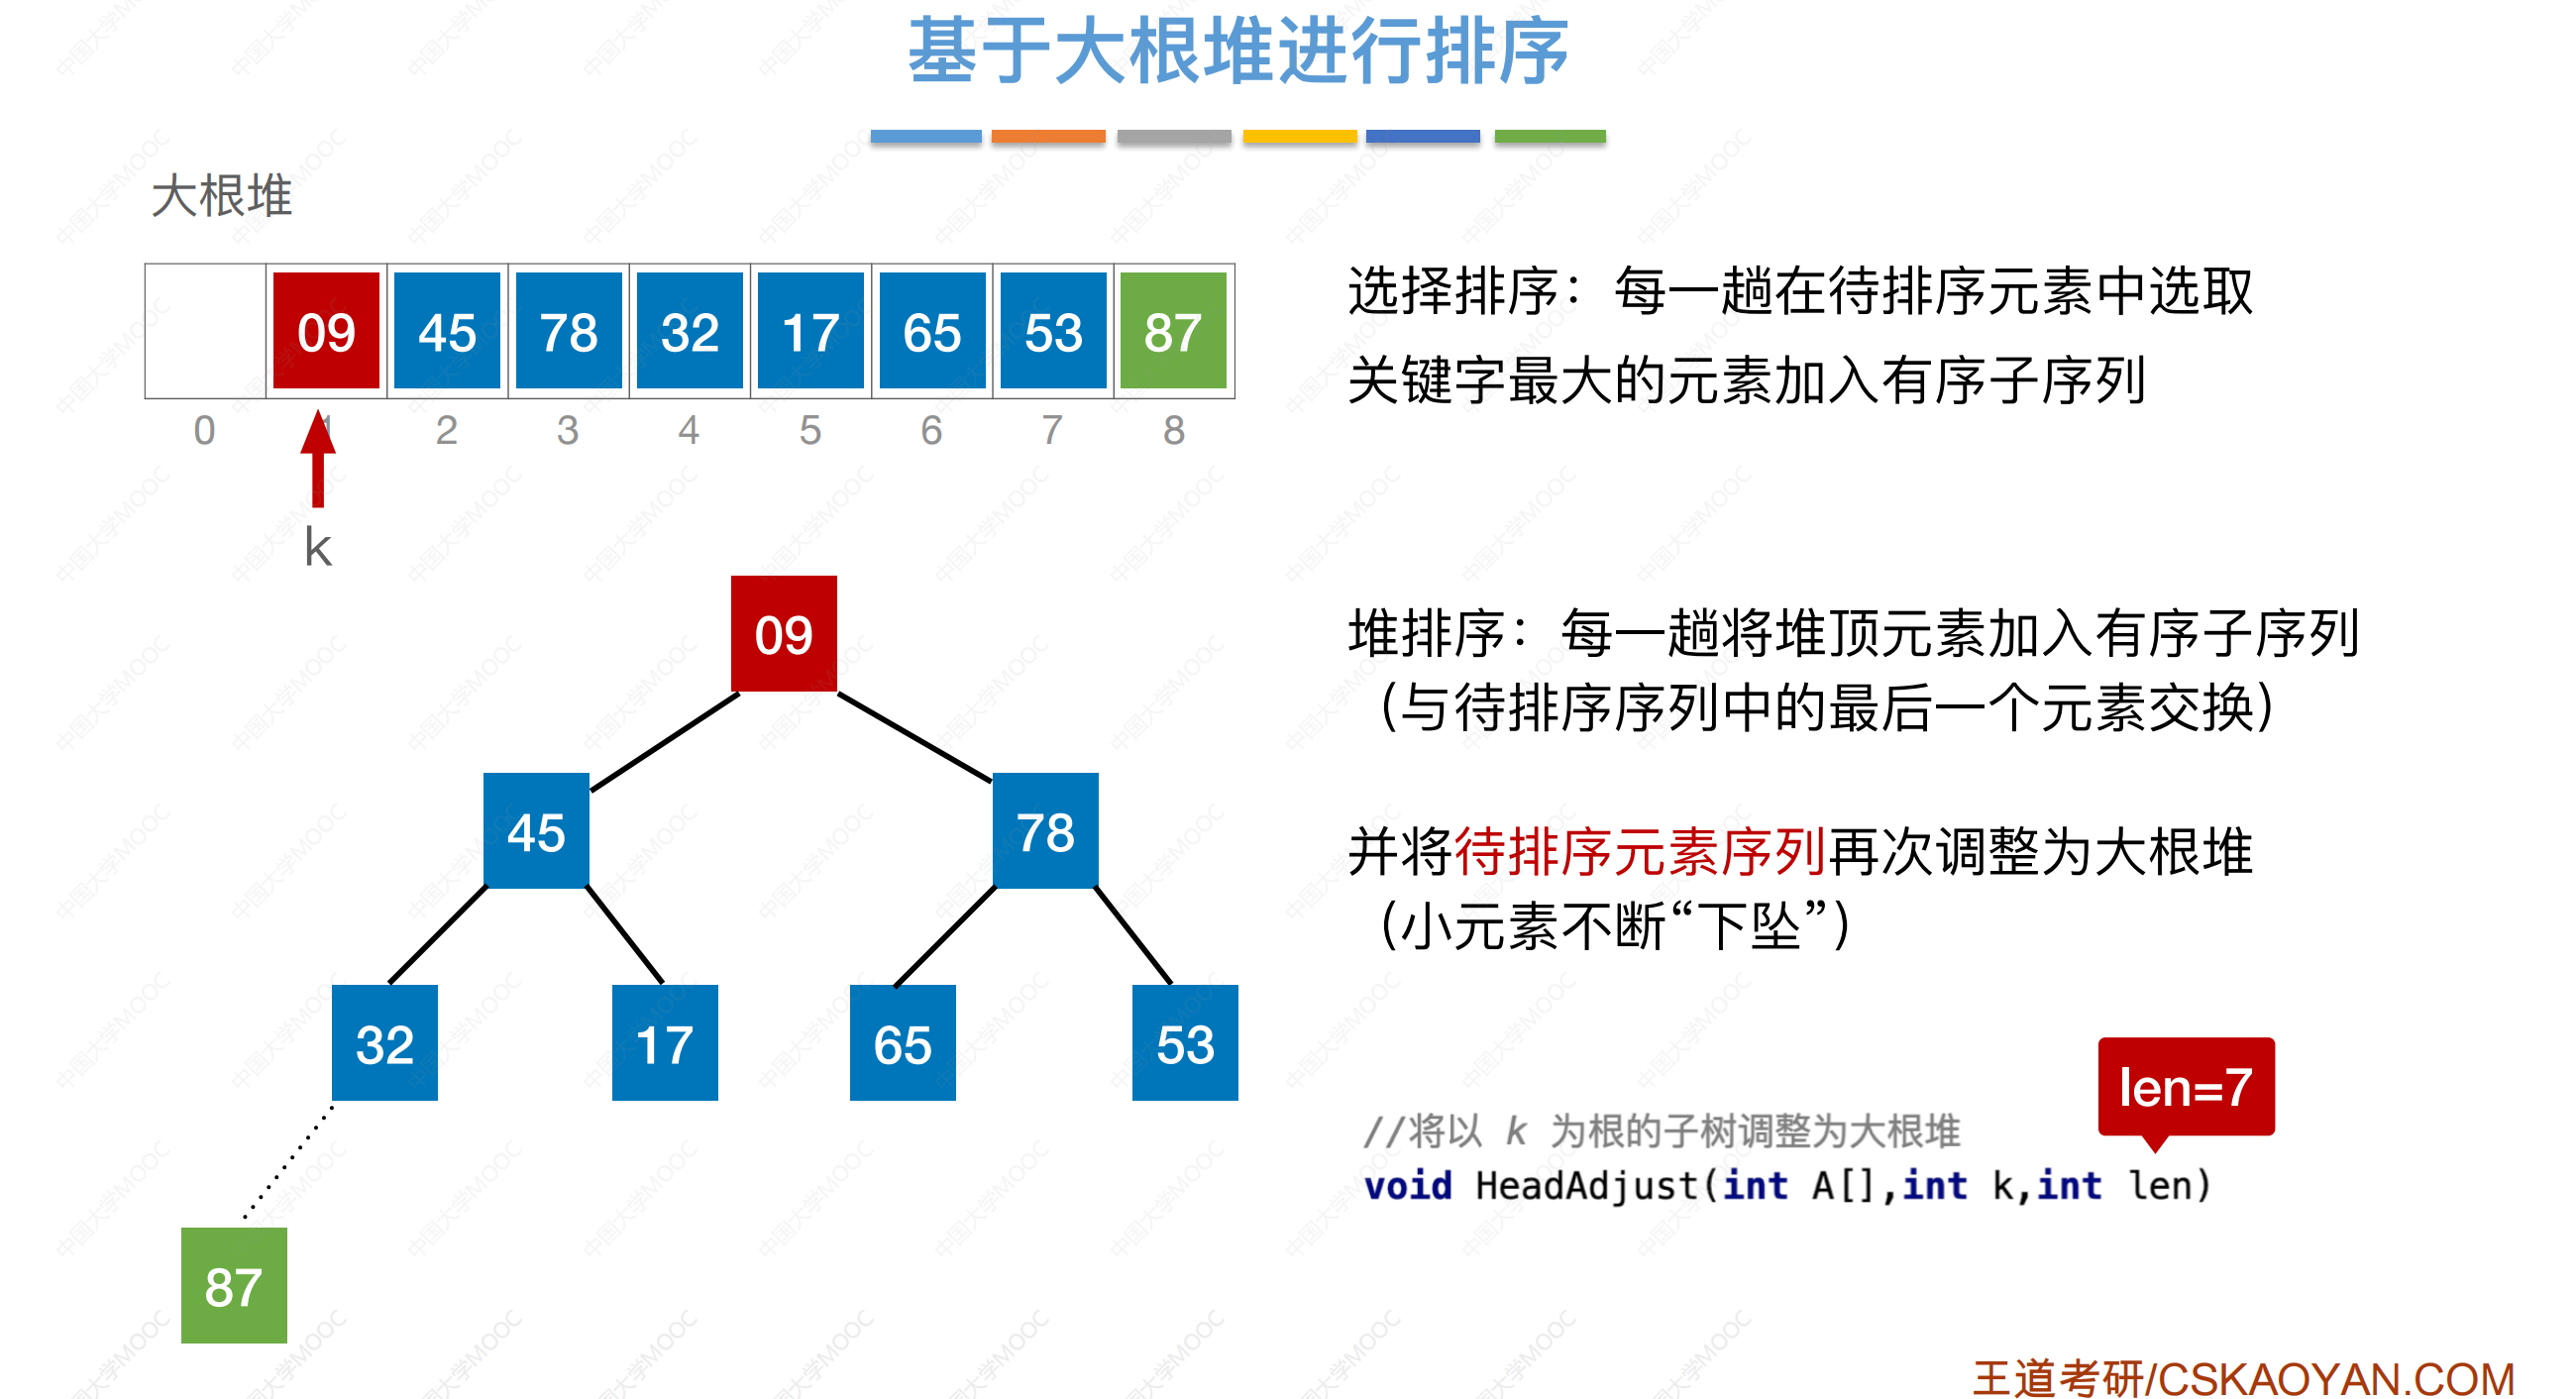 基于大根堆进行排序
大根堆
09 45 78 32 17 65 53 87
0 1 2 3 4 5 6 7 8
k
选择排序：每一趟在待排序元素中选取
关键字最大的元素加入有序子序列
09
45 78
32 17 65 53
87
堆排序：每一趟将堆顶元素加入有序子序列
（与待排序序列中的最后一个元素交换）
并将待排序元素序列再次调整为大根堆
（小元素不断“下坠”）
len=7
//将以 k 为根的子树调整为大根堆
void HeadAdjust(int A[],int k,int len)
王道考研/CSKAOYAN.COM
中国大学MOOC